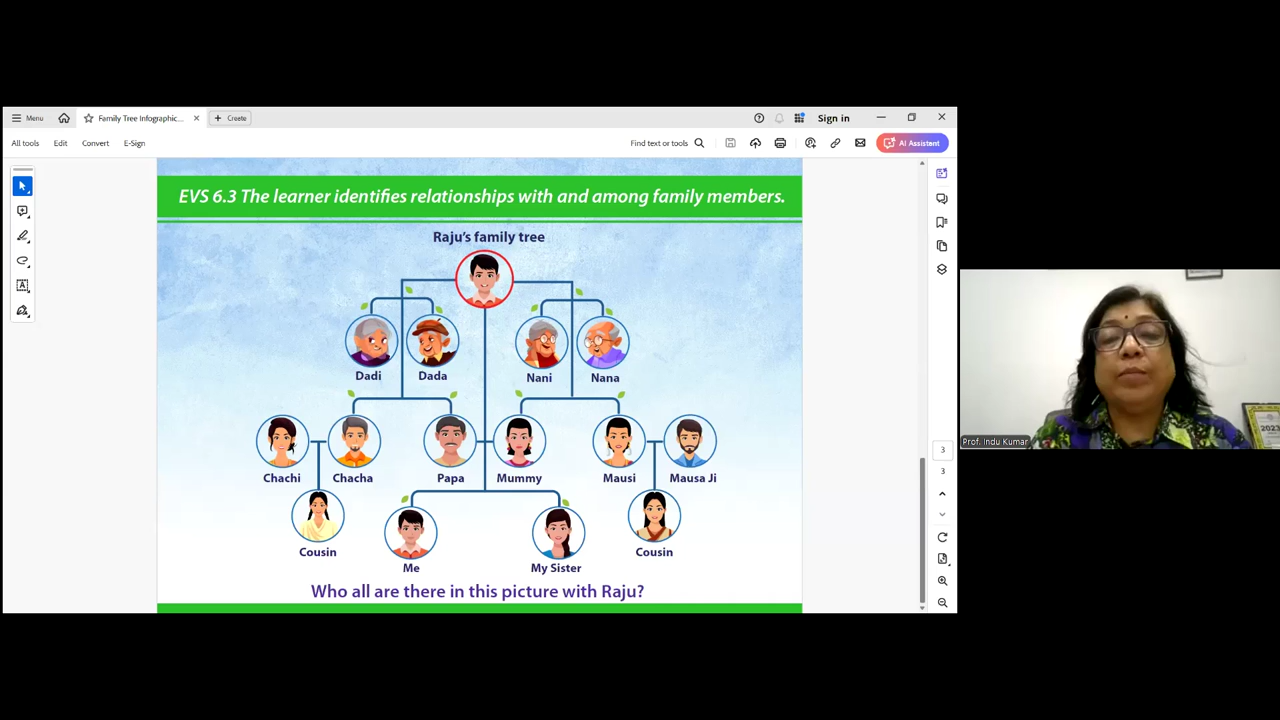 Menu
Family Tree Infographic...
Create
Sign in
All tools
Edit
Convert
E-Sign
Find text or tools
AI Assistant
EVS 6.3 The learner identifies relationships with and among family members.
Raju's family tree
Dadi
Dada
Nani
Nana
Chachi
Chacha
Papa
Mummy
Mausi
Mausa Ji
Cousin
Me
My Sister
Cousin
Who all are there in this picture with Raju?
3
3
Prof. Indu Kumar
2023